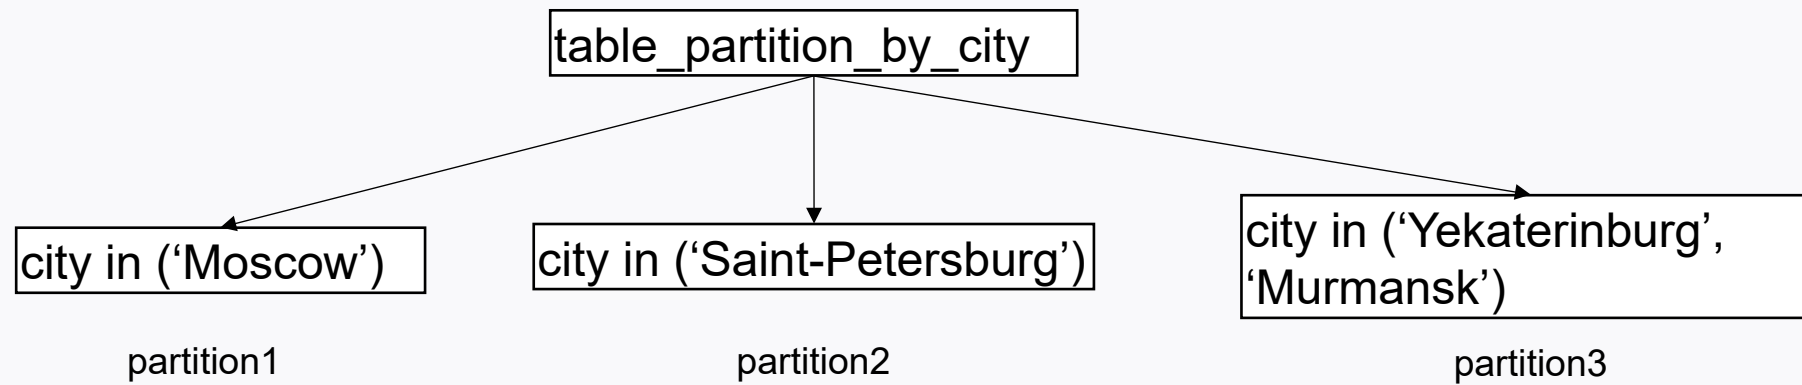 table_partition_by_city
city in (‘Moscow’)
city in (‘Saint-Petersburg’)
city in (‘Yekaterinburg’,
‘Murmansk’)
partition1
partition2
partition3